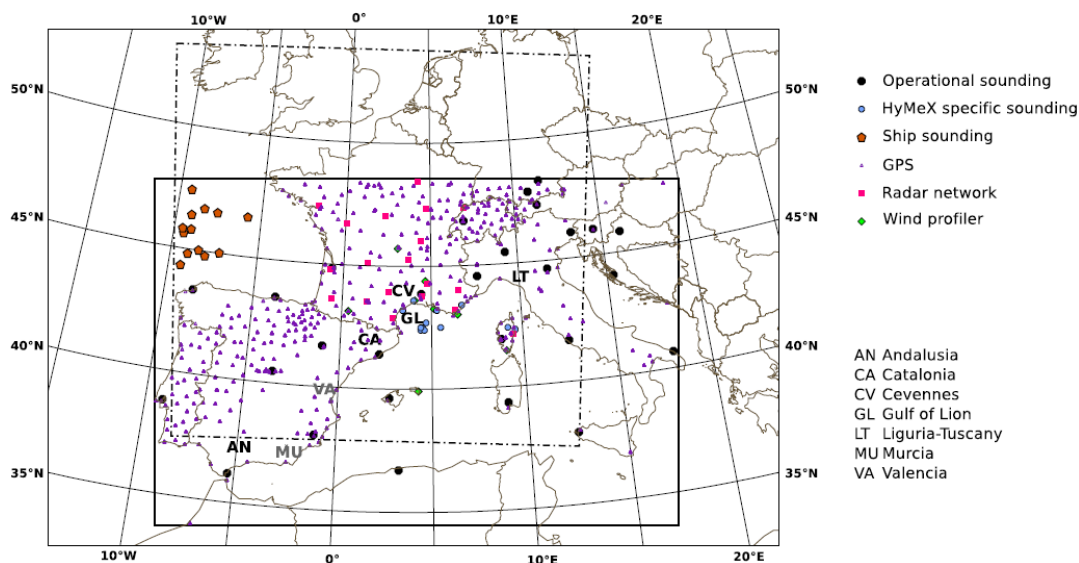 10°W 0° 10°E 20°E
50°N 50°N
45°N 45°N
40°N 40°N
35°N 35°N
10°W 0° 10°E 20°E
CV
LT
GL
CA
VA
AN
MU
Operational sounding
HyMeX specific sounding
Ship sounding
GPS
Radar network
Wind profiler
AN Andalusia
CA Catalonia
CV Cevennes
GL Gulf of Lion
LT Liguria-Tuscany
MU Murcia
VA Valencia